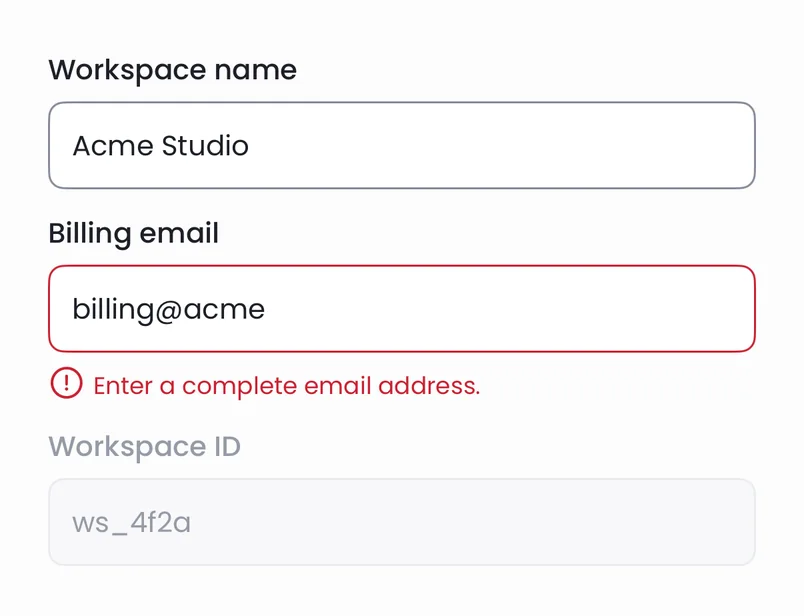 Workspace name
Acme Studio
Billing email
billing@acme
Enter a complete email address.
Workspace ID
ws_4f2a